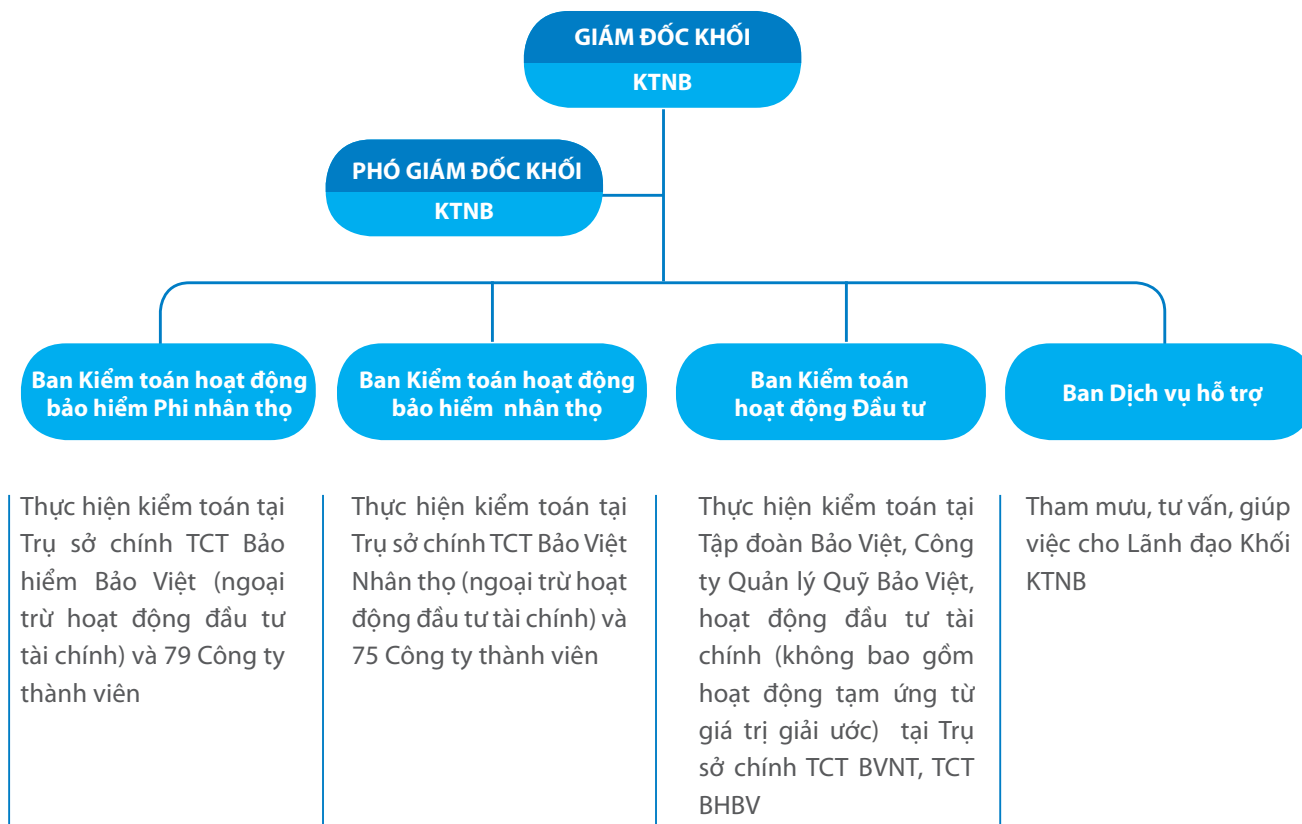 GIÁM ĐỐC KHỐI
KTNB
PHÓ GIÁM ĐỐC KHỐI
KTNB
Ban Kiểm toán hoạt động
bảo hiểm Phi nhân thọ
Ban Kiểm toán hoạt động
bảo hiểm nhân thọ
Ban Kiểm toán
hoạt động Đầu tư
Ban Dịch vụ hỗ trợ
Thực hiện kiểm toán tại
Trụ sở chính TCT Bảo
hiểm Bảo Việt (ngoại
trừ hoạt động đầu tư
tài chính) và 79 Công ty
thành viên
Thực hiện kiểm toán tại
Trụ sở chính TCT Bảo Việt
Nhân thọ (ngoại trừ hoạt
động đầu tư tài chính) và
75 Công ty thành viên
Thực hiện kiểm toán tại
Tập đoàn Bảo Việt, Công
ty Quản lý Quỹ Bảo Việt,
hoạt động đầu tư tài
chính (không bao gồm
hoạt động tạm ứng từ
giá trị giải ước) tại Trụ
sở chính TCT BVNT, TCT
BHBV
Tham mưu, tư vấn, giúp
việc cho Lãnh đạo Khối
KTNB